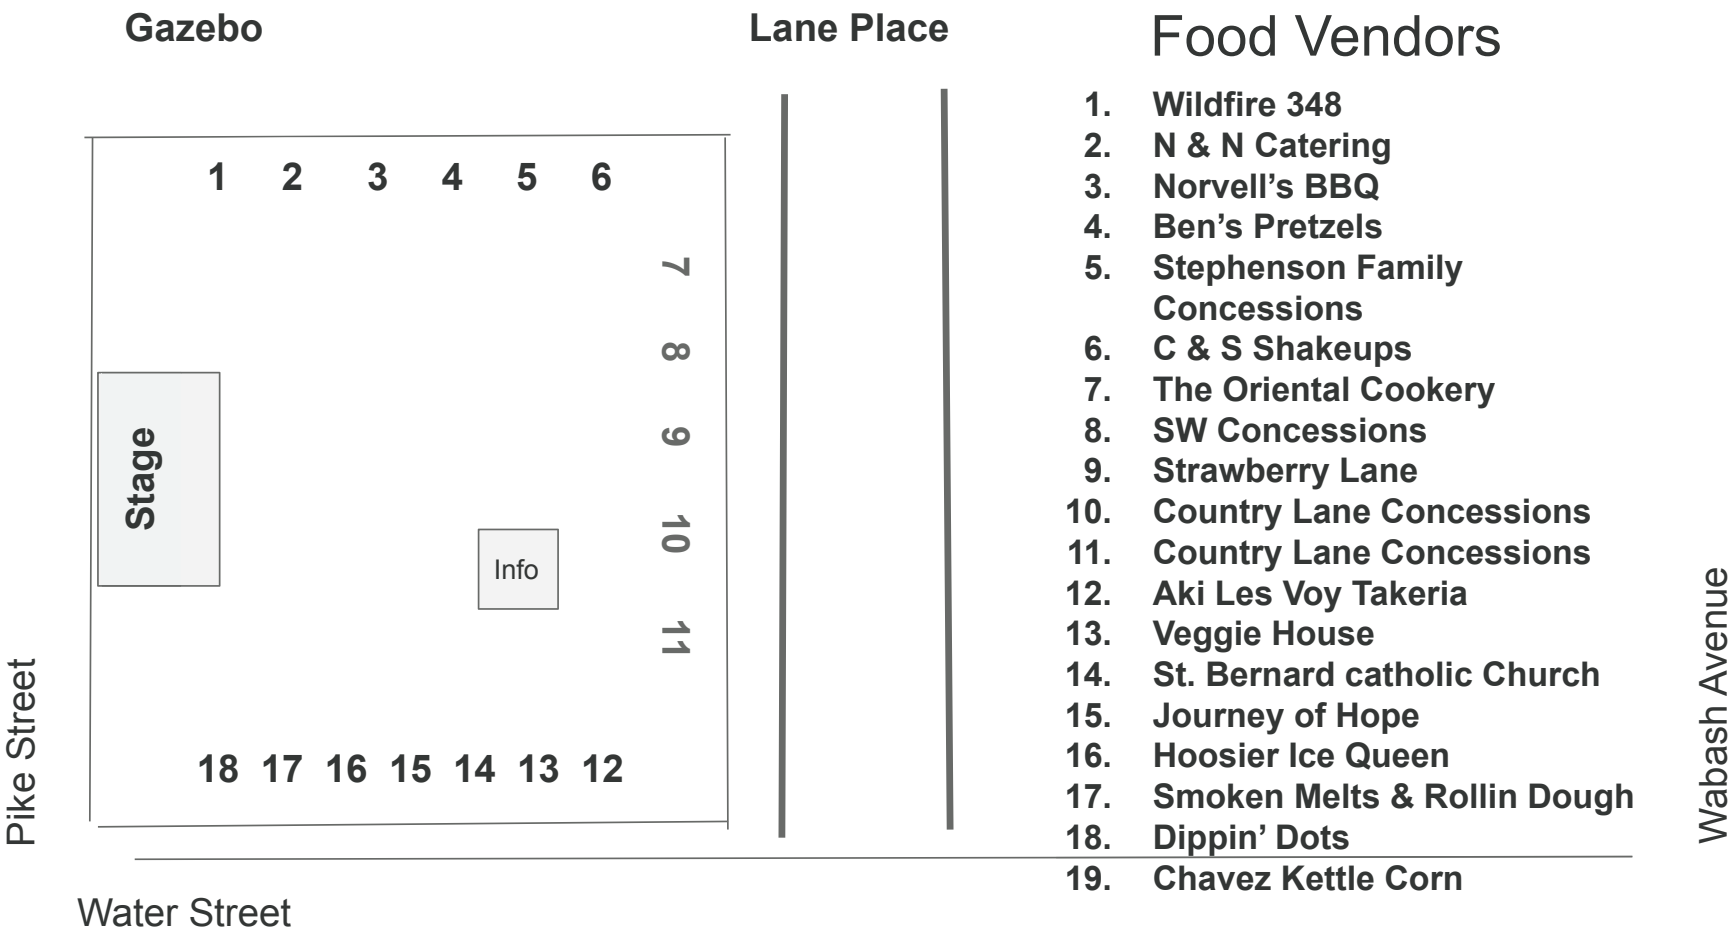 Gazebo
Lane Place
Food Vendors
1. Wildfire 348
2. N & N Catering
3. Norvell’s BBQ
4. Ben’s Pretzels
5. Stephenson Family
Concessions
6. C & S Shakeups
7. The Oriental Cookery
8. SW Concessions
9. Strawberry Lane
10. Country Lane Concessions
11. Country Lane Concessions
12. Aki Les Voy Takeria
13. Veggie House
14. St. Bernard catholic Church
15. Journey of Hope
16. Hoosier Ice Queen
17. Smoken Melts & Rollin Dough
18. Dippin’ Dots
19. Chavez Kettle Corn
1 2 3 4 5 6
7
8
9
10
11
Stage
Info
18 17 16 15 14 13 12
Pike Street
Water Street
Wabash Avenue